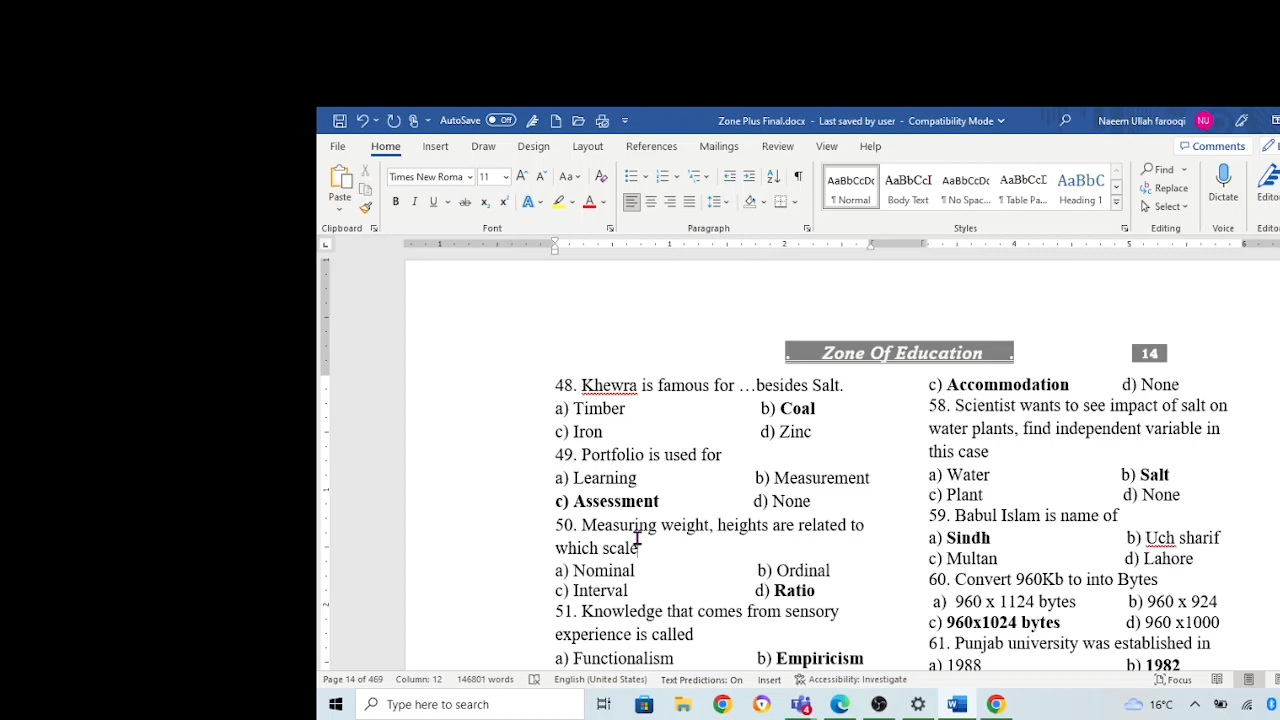 AutoSave Off Zone Plus Final.docx - Last saved by user - Compatibility Mode Naeem Ullah farooqi NU
File Home Insert Draw Design Layout References Mailings Review View Help Comments
Times New Roma 11 Aa AaBbCcDc AaBbCcI AaBbCcDc AaBbCcDc AaBbC Find
Paste Replace Dictate
¶ Normal Body Text ¶ No Spac... ¶ Table Pa... Heading 1 Select
Clipboard Font Paragraph Styles Editing Voice
. Zone Of Education . 14
48. Khewra is famous for …besides Salt.
a) Timber b) Coal
c) Iron d) Zinc
49. Portfolio is used for
a) Learning b) Measurement
c) Assessment d) None
50. Measuring weight, heights are related to
which scale
a) Nominal b) Ordinal
c) Interval d) Ratio
51. Knowledge that comes from sensory
experience is called
a) Functionalism b) Empiricism
c) Accommodation d) None
58. Scientist wants to see impact of salt on
water plants, find independent variable in
this case
a) Water b) Salt
c) Plant d) None
59. Babul Islam is name of
a) Sindh b) Uch sharif
c) Multan d) Lahore
60. Convert 960Kb to into Bytes
a) 960 x 1124 bytes b) 960 x 924
c) 960x1024 bytes d) 960 x1000
61. Punjab university was established in
a) 1988 b) 1982
Page 14 of 469 Column: 12 146801 words English (United States) Text Predictions: On Insert Accessibility: Investigate Focus
Type here to search 16°C